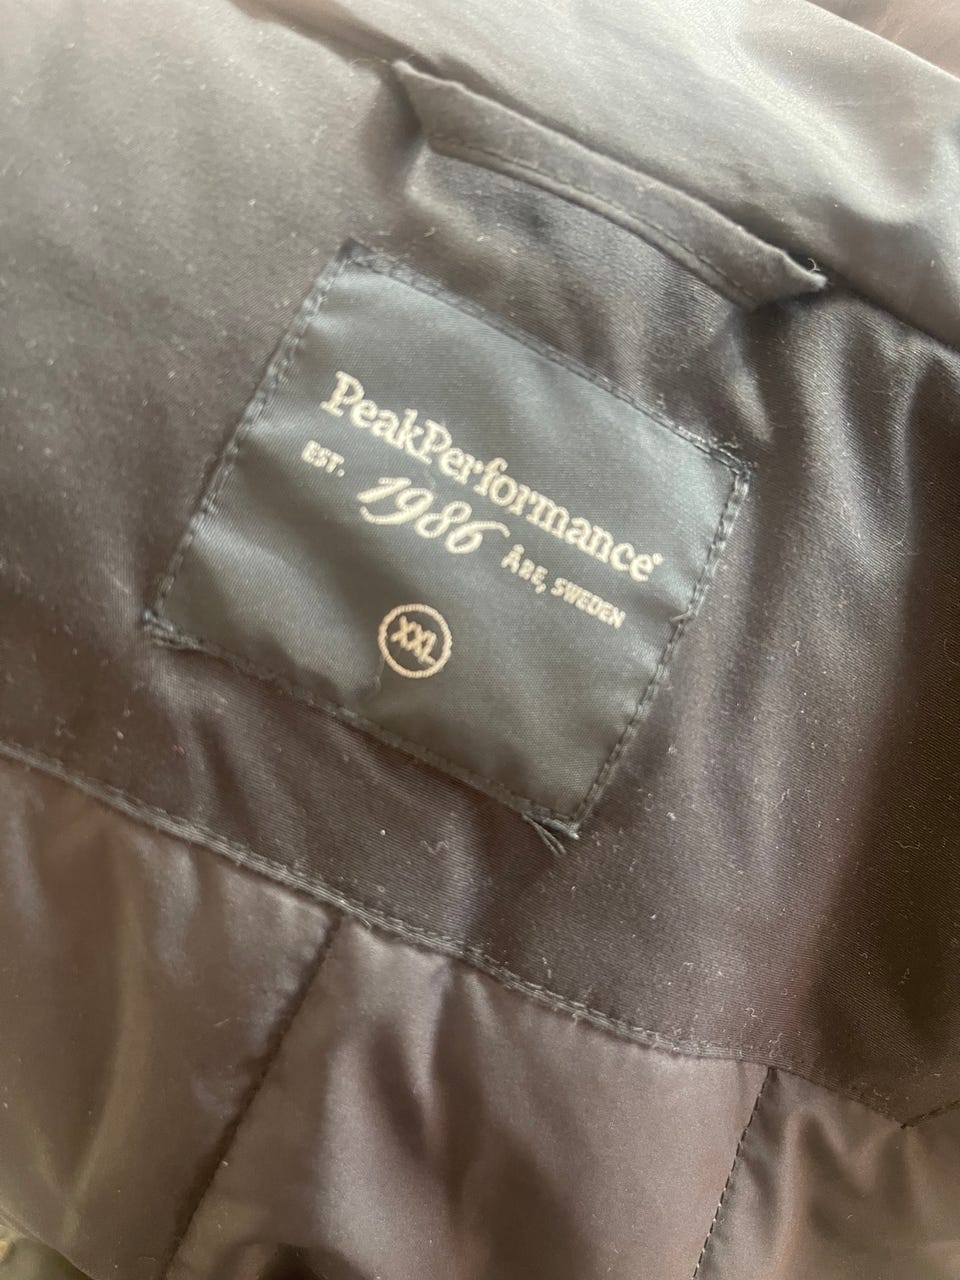 PeakPerformance®
EST. 1986 ÅRE, SWEDEN
XXL